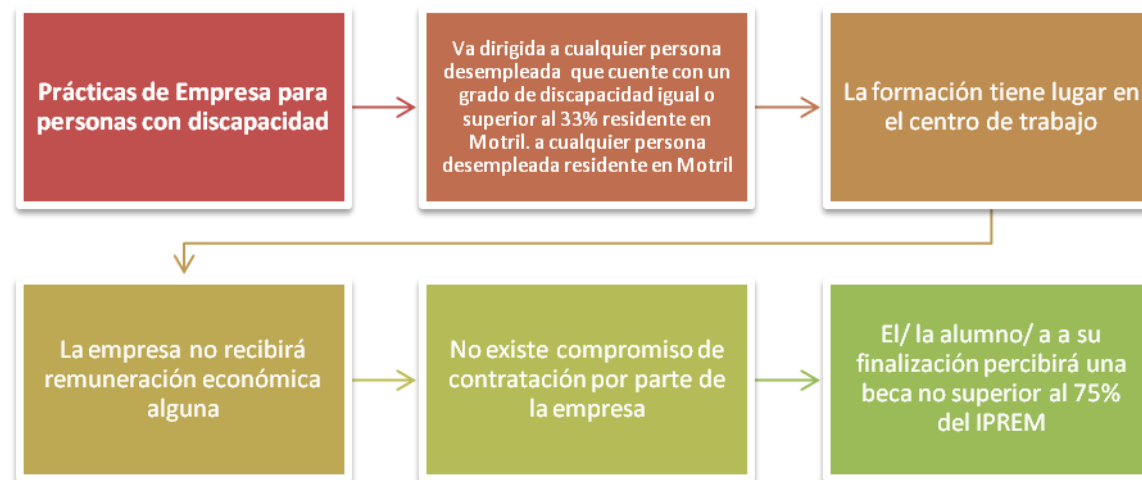 Prácticas de Empresa para
personas con discapacidad
Va dirigida a cualquier persona
desempleada que cuente con un
grado de discapacidad igual o
superior al 33% residente en
Motril. a cualquier persona
desempleada residente en Motril
La formación tiene lugar en
el centro de trabajo
La empresa no recibirá
remuneración económica
alguna
No existe compromiso de
contratación por parte de
la empresa
El/ la alumno/ a a su
finalización percibirá una
beca no superior al 75%
del IPREM